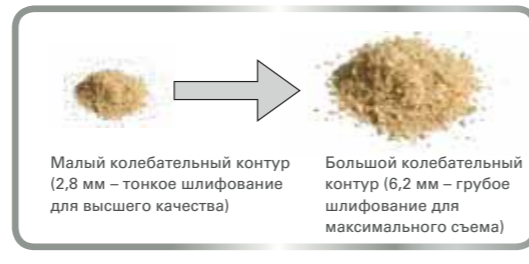 Малый колебательный контур
(2,8 мм – тонкое шлифование
для высшего качества)
Большой колебательный
контур (6,2 мм – грубое
шлифование для
максимального съема)